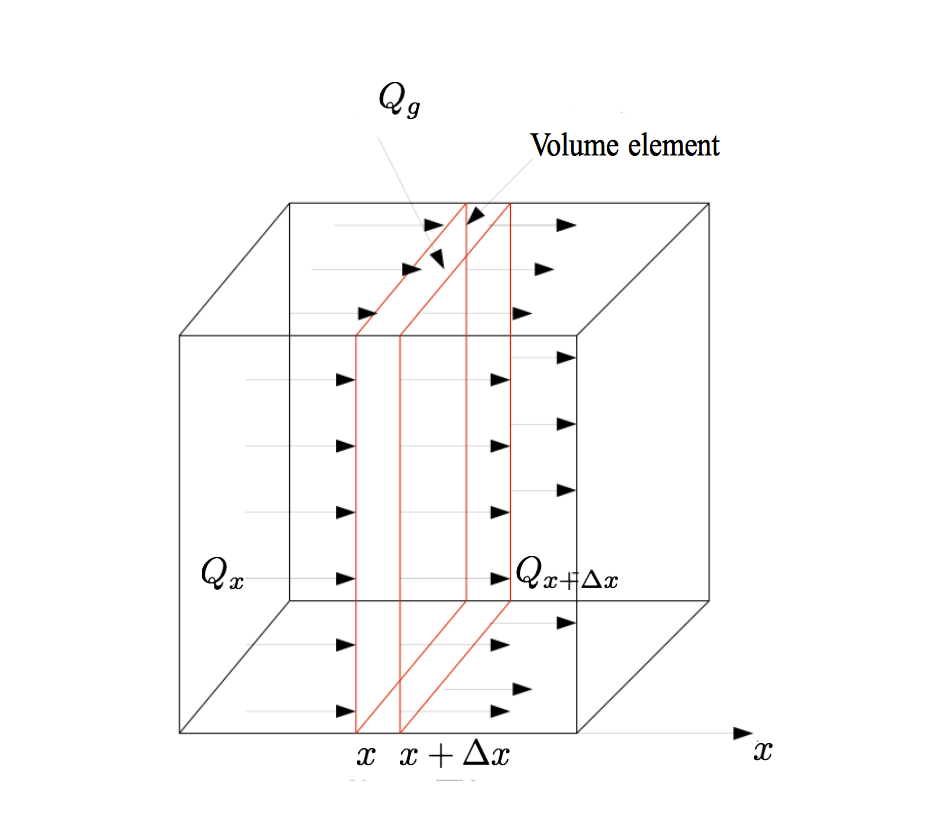 Q_g
Volume element
Q_x
Q_{x+Δx}
x
x + Δx
x